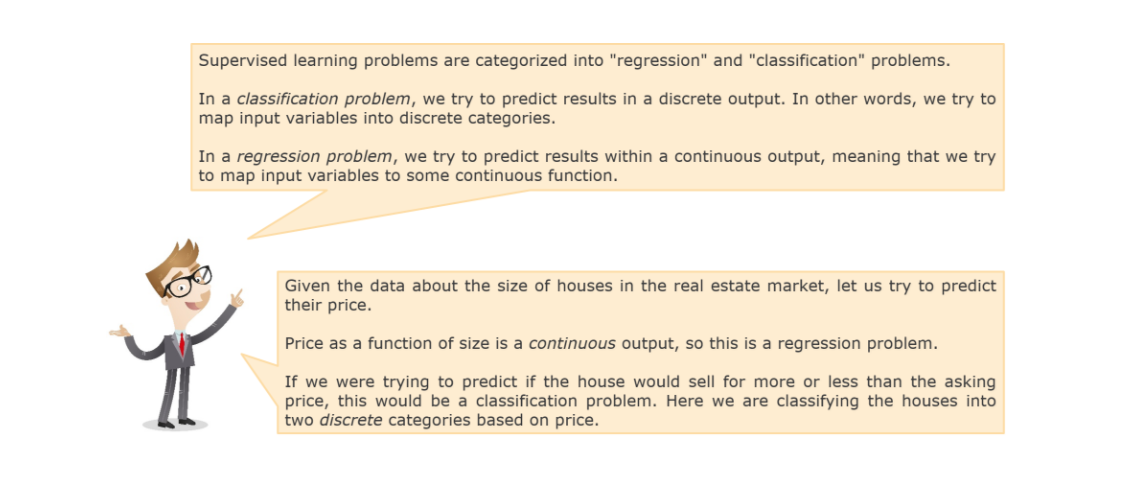 Supervised learning problems are categorized into "regression" and "classification" problems.
In a classification problem, we try to predict results in a discrete output. In other words, we try to
map input variables into discrete categories.
In a regression problem, we try to predict results within a continuous output, meaning that we try
to map input variables to some continuous function.
Given the data about the size of houses in the real estate market, let us try to predict
their price.
Price as a function of size is a continuous output, so this is a regression problem.
If we were trying to predict if the house would sell for more or less than the asking
price, this would be a classification problem. Here we are classifying the houses into
two discrete categories based on price.